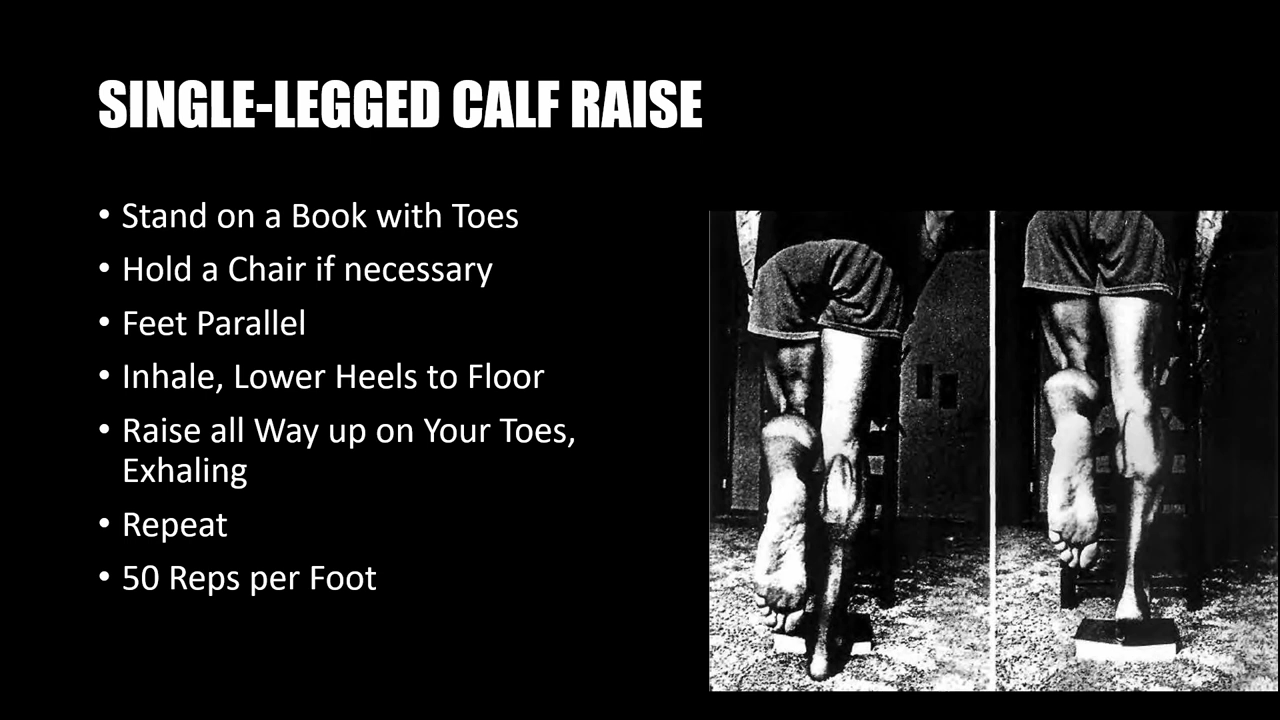 SINGLE-LEGGED CALF RAISE
• Stand on a Book with Toes
• Hold a Chair if necessary
• Feet Parallel
• Inhale, Lower Heels to Floor
• Raise all Way up on Your Toes,
Exhaling
• Repeat
• 50 Reps per Foot